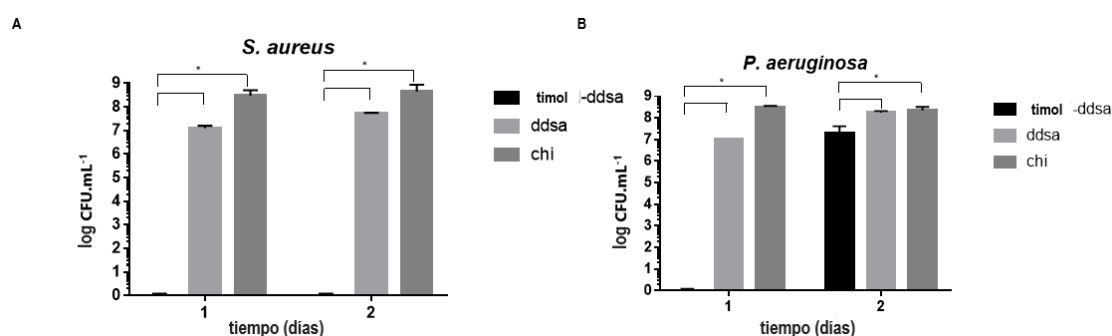 A
S. aureus
*
*
9
8
7
6
5
4
3
2
1
0
log CFU.mL⁻¹
1
2
tiempo (días)
timol -ddsa
ddsa
chi
B
P. aeruginosa
*
*
9
8
7
6
5
4
3
2
1
0
log CFU.mL⁻¹
1
2
tiempo (días)
timol -ddsa
ddsa
chi